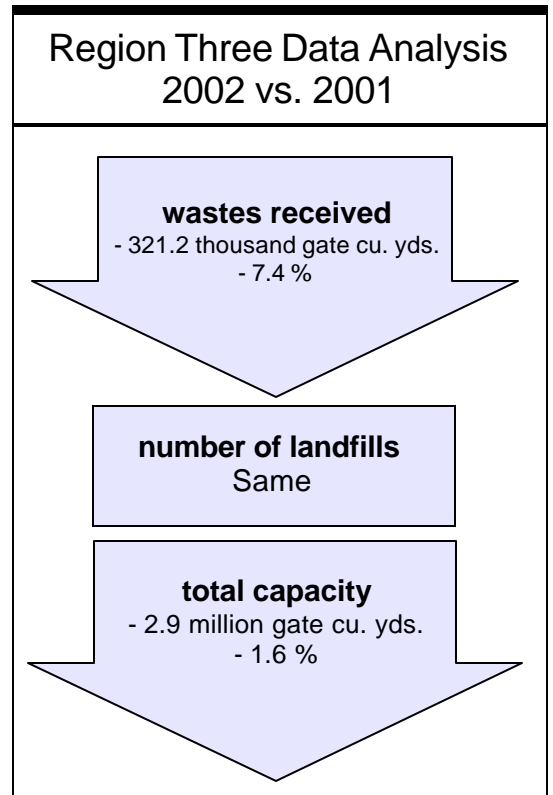 Region Three Data Analysis
2002 vs. 2001
wastes received
- 321.2 thousand gate cu. yds.
- 7.4 %
number of landfills
Same
total capacity
- 2.9 million gate cu. yds.
- 1.6 %